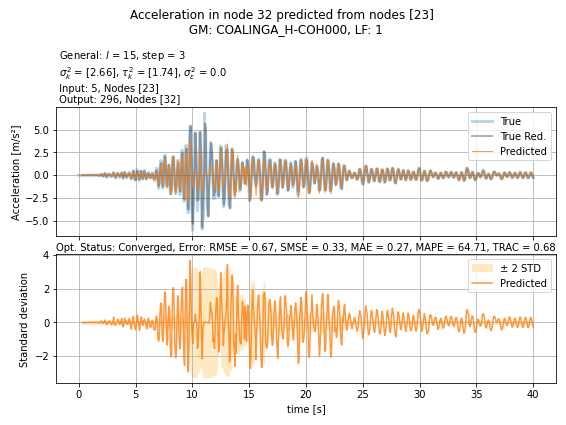 Acceleration in node 32 predicted from nodes [23]
GM: COALINGA_H-COH000, LF: 1
General: l = 15, step = 3
σ²ₖ = [2.66], τ²ₖ = [1.74], σ²ε = 0.0
Input: 5, Nodes [23]
Output: 296, Nodes [32]
True
True Red.
Predicted
Acceleration [m/s²]
5.0
2.5
0.0
−2.5
−5.0
Opt. Status: Converged, Error: RMSE = 0.67, SMSE = 0.33, MAE = 0.27, MAPE = 64.71, TRAC = 0.68
± 2 STD
Predicted
Standard deviation
4
2
0
−2
0 5 10 15 20 25 30 35 40
time [s]